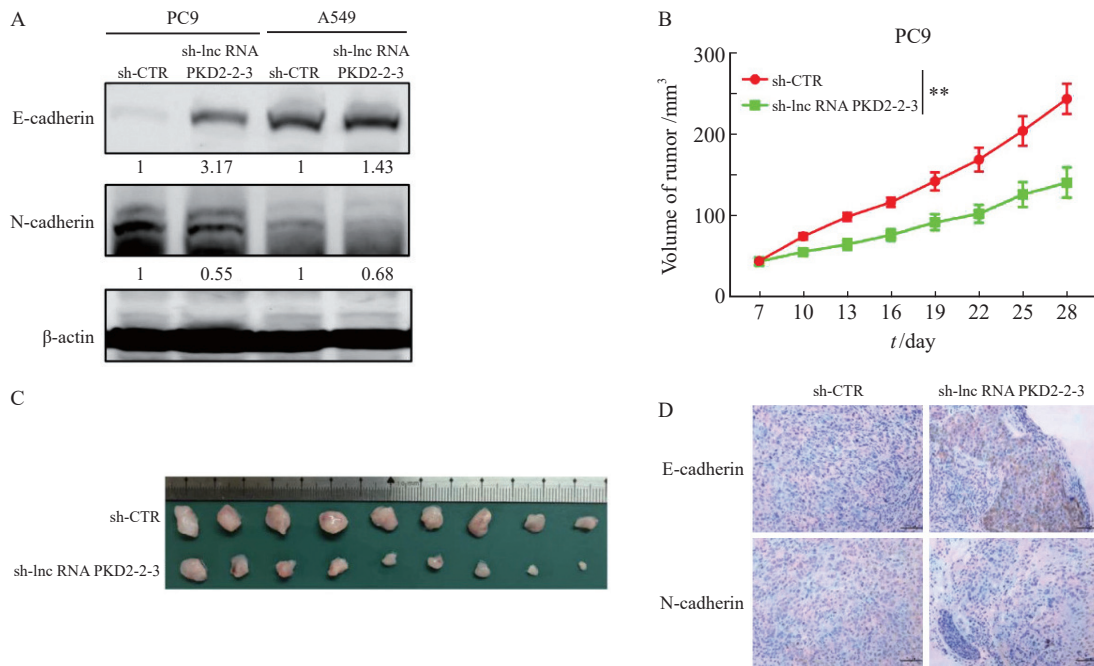 A
PC9
A549
sh-CTR
sh-lnc RNA
PKD2-2-3
sh-CTR
sh-lnc RNA
PKD2-2-3
E-cadherin
1
3.17
1
1.43
N-cadherin
1
0.55
1
0.68
β-actin
B
PC9
sh-CTR
sh-lnc RNA PKD2-2-3
**
Volume of rumor /mm³
300
200
100
0
7
10
13
16
19
22
25
28
t/day
C
sh-CTR
sh-lnc RNA PKD2-2-3
D
sh-CTR
sh-lnc RNA PKD2-2-3
E-cadherin
N-cadherin